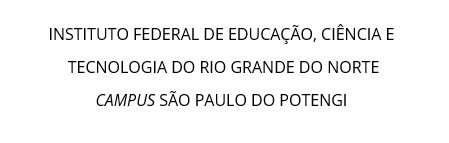 INSTITUTO FEDERAL DE EDUCAÇÃO, CIÊNCIA E
TECNOLOGIA DO RIO GRANDE DO NORTE
CAMPUS SÃO PAULO DO POTENGI